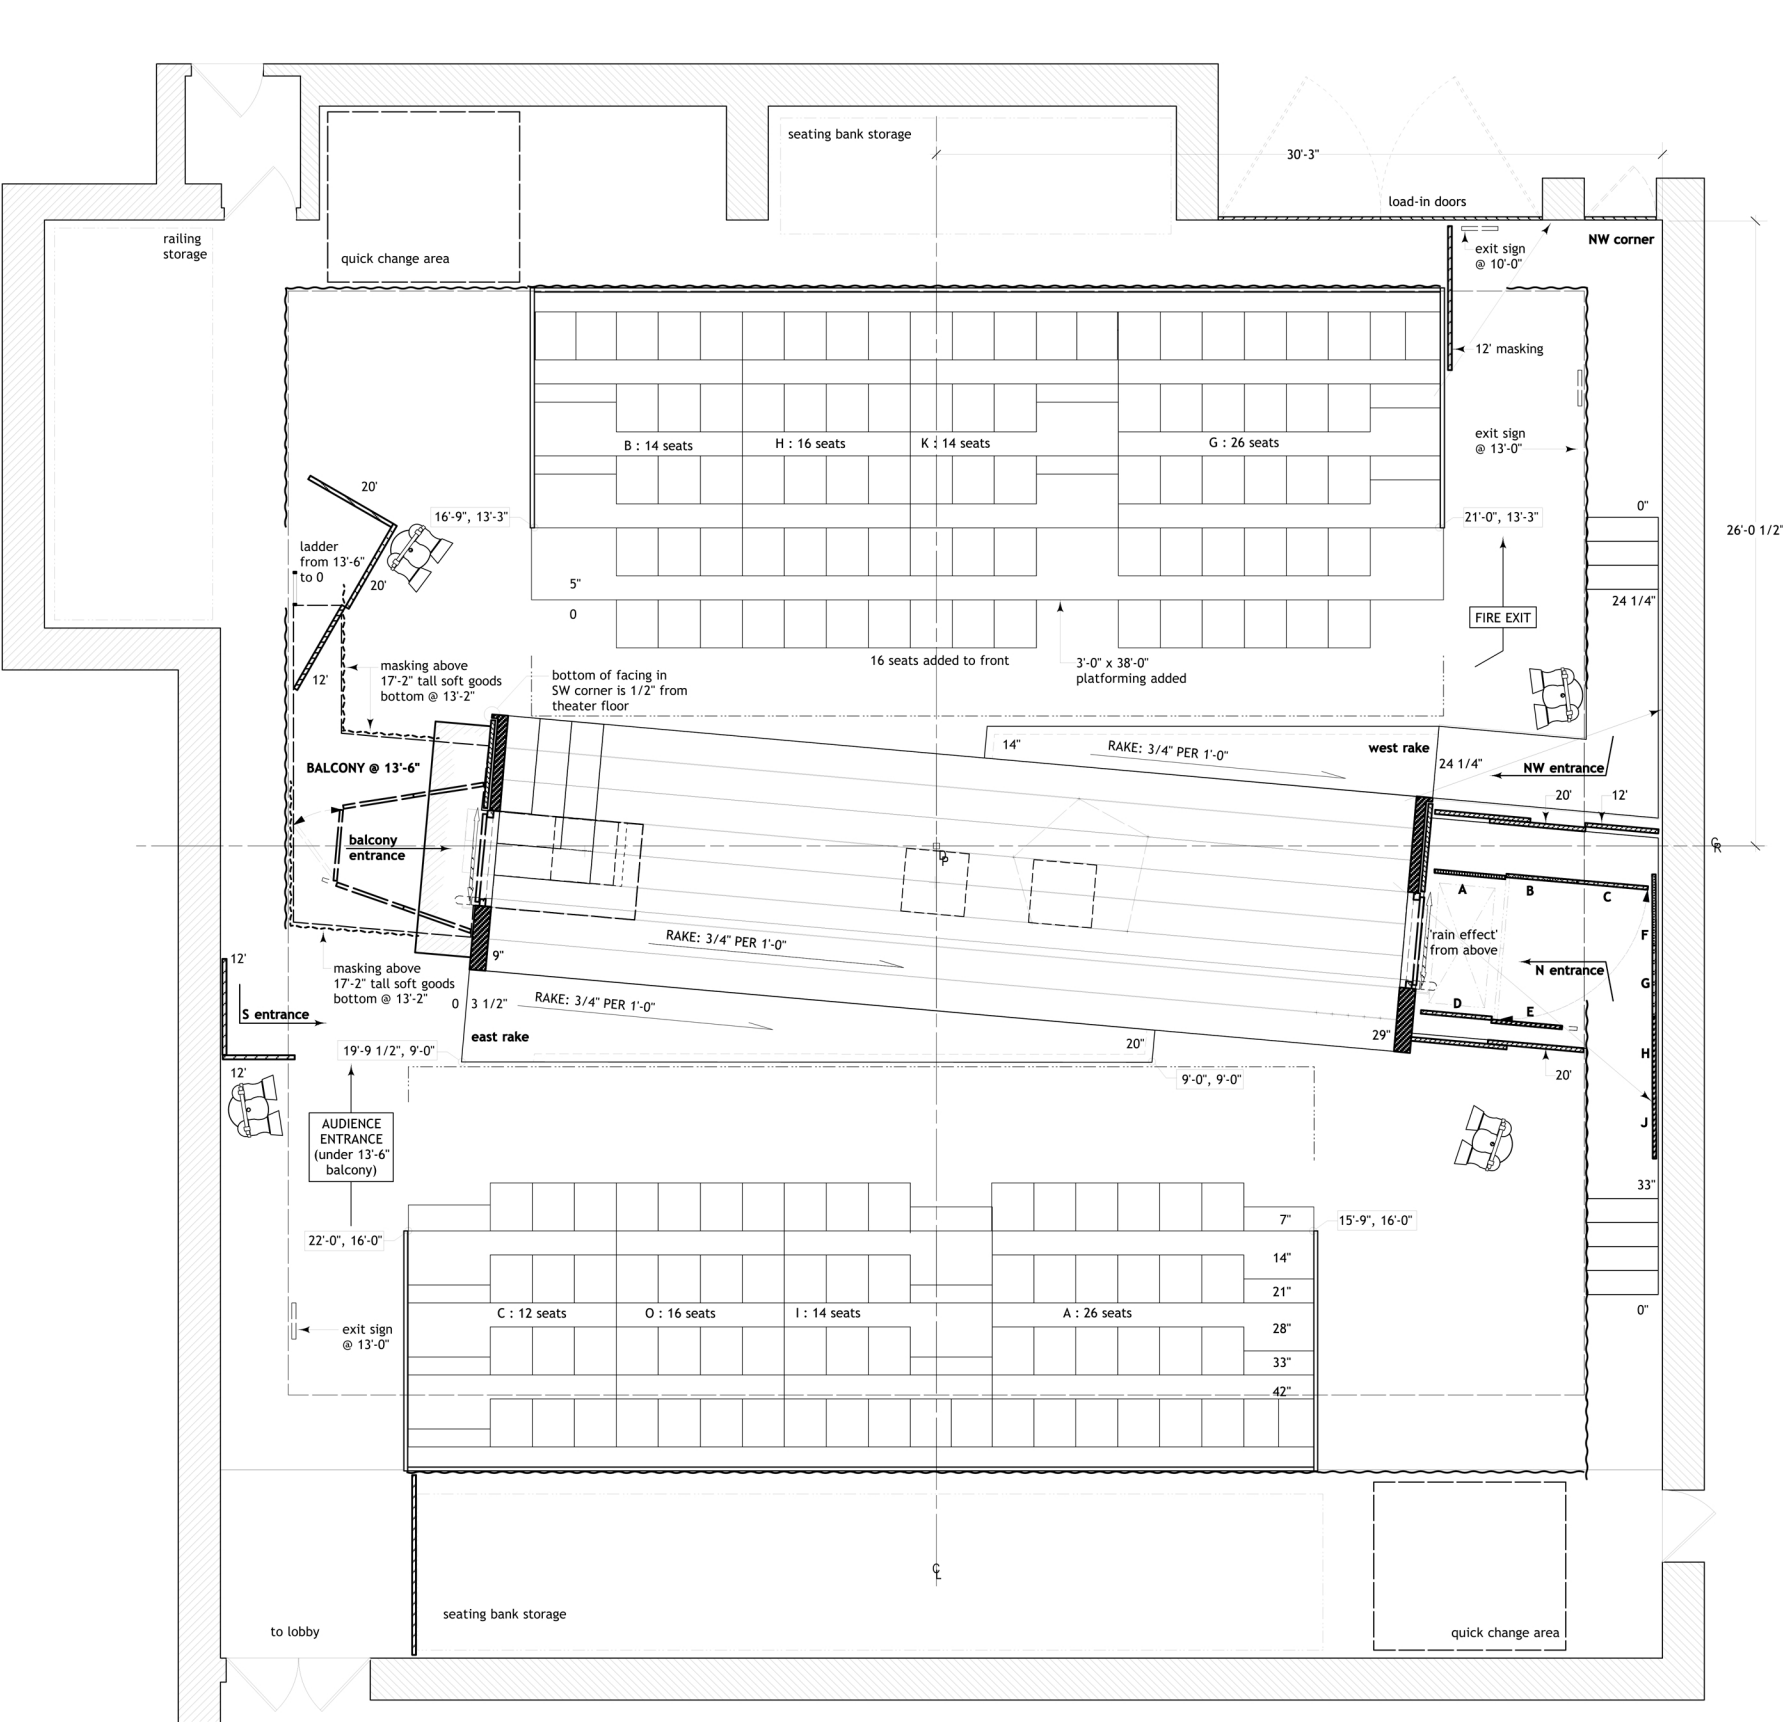 seating bank storage
30'-3"
load-in doors
railing
storage
quick change area
exit sign
@ 10'-0"
NW corner
12' masking
B : 14 seats
H : 16 seats
K : 14 seats
G : 26 seats
exit sign
@ 13'-0"
20'
16'-9", 13'-3"
21'-0", 13'-3"
0"
26'-0 1/2"
ladder
from 13'-6"
to 0
20'
5"
0
24 1/4"
FIRE EXIT
16 seats added to front
3'-0" x 38'-0"
platforming added
12'
masking above
17'-2" tall soft goods
bottom @ 13'-2"
bottom of facing in
SW corner is 1/2" from
theater floor
14"
RAKE: 3/4" PER 1'-0"
west rake
24 1/4"
BALCONY @ 13'-6"
NW entrance
20'
12'
balcony
entrance
A
B
C
'rain effect'
from above
F
RAKE: 3/4" PER 1'-0"
9"
N entrance
12'
masking above
17'-2" tall soft goods
bottom @ 13'-2"
G
0
3 1/2"
RAKE: 3/4" PER 1'-0"
D
E
S entrance
east rake
29"
20"
H
19'-9 1/2", 9'-0"
12'
9'-0", 9'-0"
20'
J
AUDIENCE
ENTRANCE
(under 13'-6"
balcony)
33"
22'-0", 16'-0"
7"
15'-9", 16'-0"
14"
21"
C : 12 seats
O : 16 seats
I : 14 seats
A : 26 seats
0"
exit sign
@ 13'-0"
28"
33"
42"
seating bank storage
to lobby
quick change area